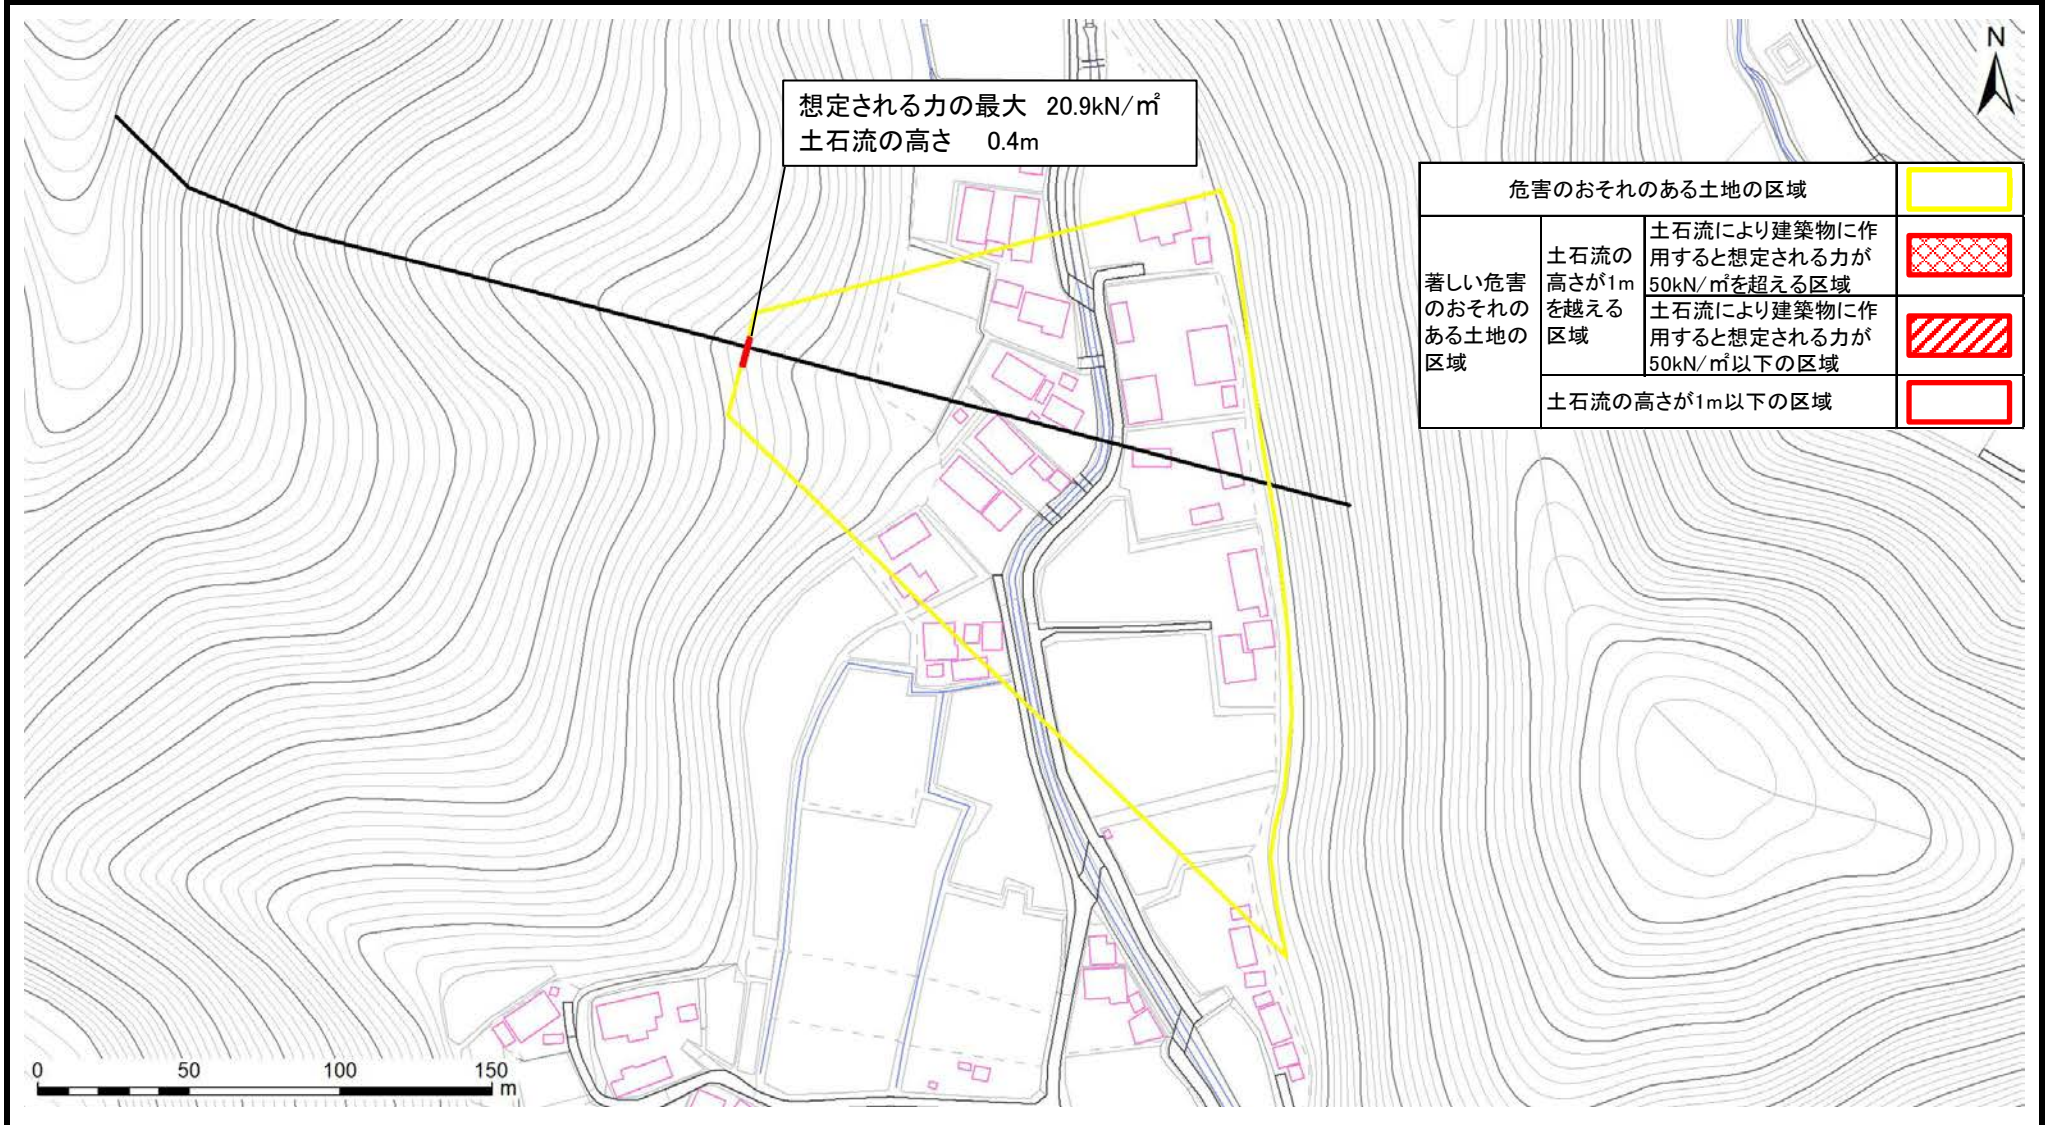 想定される力の最大 20.9kN/㎡
土石流の高さ 0.4m
N
危害のおそれのある土地の区域
著しい危害
のおそれの
ある土地の
区域
土石流の
高さが1m
を越える
区域
土石流により建築物に作
用すると想定される力が
50kN/㎡を超える区域
土石流により建築物に作
用すると想定される力が
50kN/㎡以下の区域
土石流の高さが1m以下の区域
0 50 100 150
m